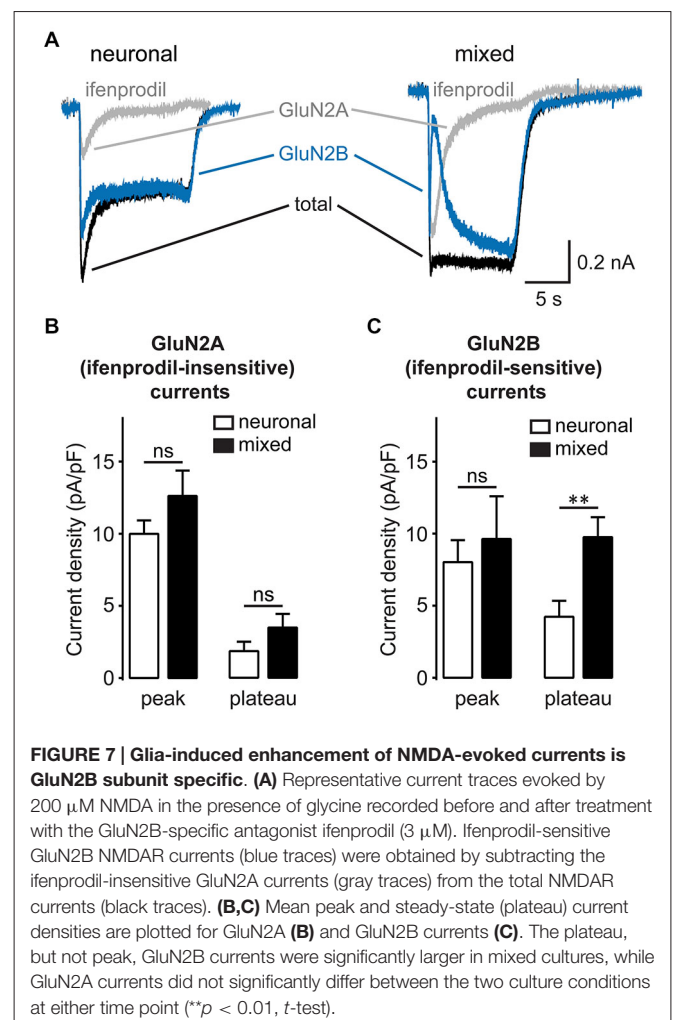 A
neuronal
mixed
ifenprodil
ifenprodil
GluN2A
GluN2B
total
0.2 nA
5 s
B
GluN2A
(ifenprodil-insensitive)
currents
neuronal
mixed
Current density (pA/pF)
15
10
5
0
ns
ns
peak
plateau
C
GluN2B
(ifenprodil-sensitive)
currents
neuronal
mixed
Current density (pA/pF)
15
10
5
0
ns
**
peak
plateau
FIGURE 7 | Glia-induced enhancement of NMDA-evoked currents is
GluN2B subunit specific. (A) Representative current traces evoked by
200 μM NMDA in the presence of glycine recorded before and after treatment
with the GluN2B-specific antagonist ifenprodil (3 μM). Ifenprodil-sensitive
GluN2B NMDAR currents (blue traces) were obtained by subtracting the
ifenprodil-insensitive GluN2A currents (gray traces) from the total NMDAR
currents (black traces). (B,C) Mean peak and steady-state (plateau) current
densities are plotted for GluN2A (B) and GluN2B currents (C). The plateau,
but not peak, GluN2B currents were significantly larger in mixed cultures, while
GluN2A currents did not significantly differ between the two culture conditions
at either time point (**p < 0.01, t-test).